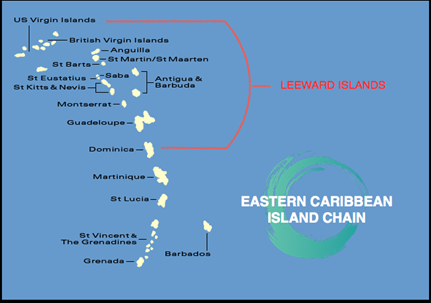 US Virgin Islands
British Virgin Islands
Anguilla
St Martin/St Maarten
St Barts
Saba
St Eustatius
Antigua &
Barbuda
St Kitts & Nevis
LEEWARD ISLANDS
Montserrat
Guadeloupe
Dominica
Martinique
St Lucia
EASTERN CARIBBEAN
ISLAND CHAIN
St Vincent &
The Grenadines
Barbados
Grenada